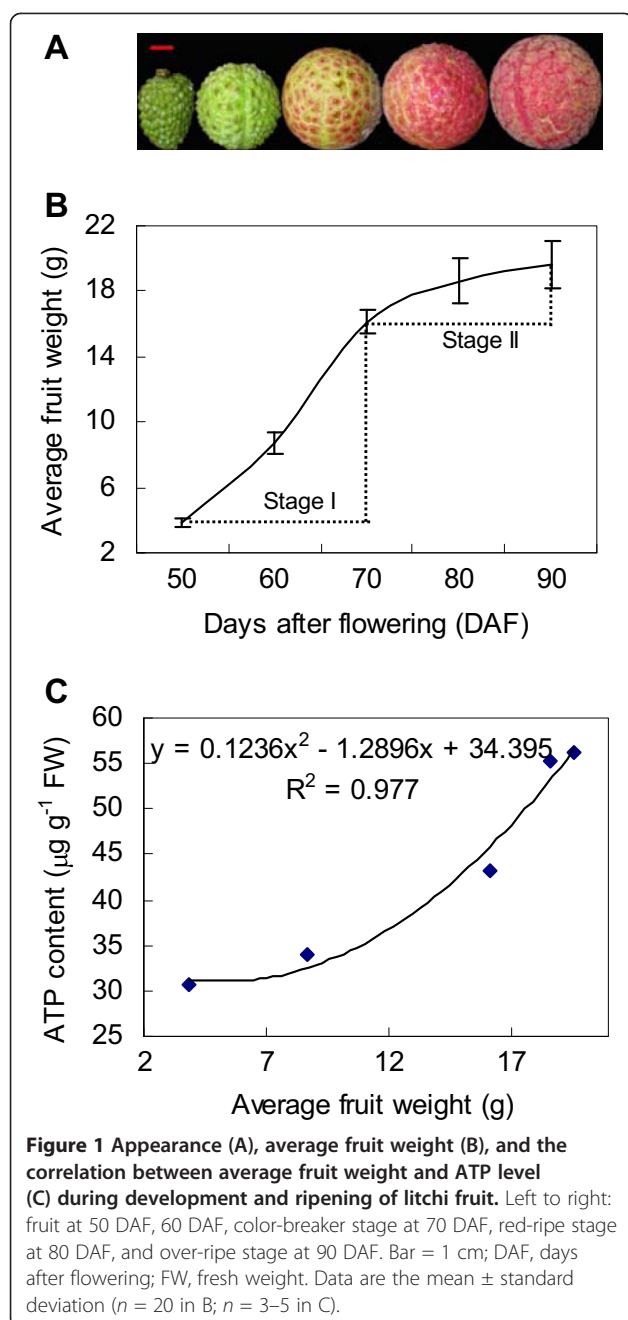 A
B
22
18
14
10
6
2
Average fruit weight (g)
Stage II
Stage I
50 60 70 80 90
Days after flowering (DAF)
C
60
55
50
45
40
35
30
25
ATP content (µg g-1 FW)
y = 0.1236x2 - 1.2896x + 34.395
R2 = 0.977
2 7 12 17
Average fruit weight (g)
Figure 1 Appearance (A), average fruit weight (B), and the
correlation between average fruit weight and ATP level
(C) during development and ripening of litchi fruit. Left to right:
fruit at 50 DAF, 60 DAF, color-breaker stage at 70 DAF, red-ripe stage
at 80 DAF, and over-ripe stage at 90 DAF. Bar = 1 cm; DAF, days
after flowering; FW, fresh weight. Data are the mean ± standard
deviation (n = 20 in B; n = 3–5 in C).